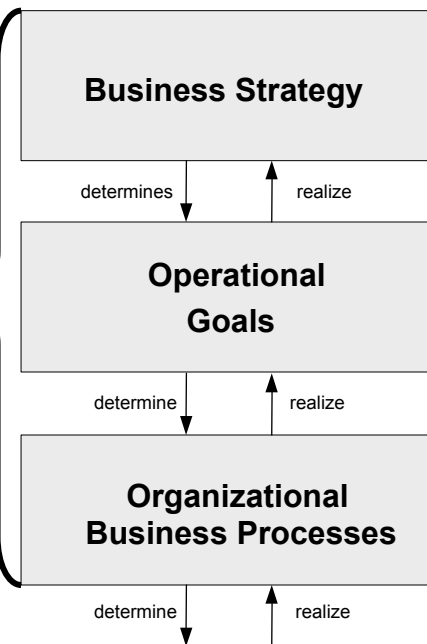 Business Strategy
determines
realize
Operational
Goals
determine
realize
Organizational
Business Processes
determine
realize